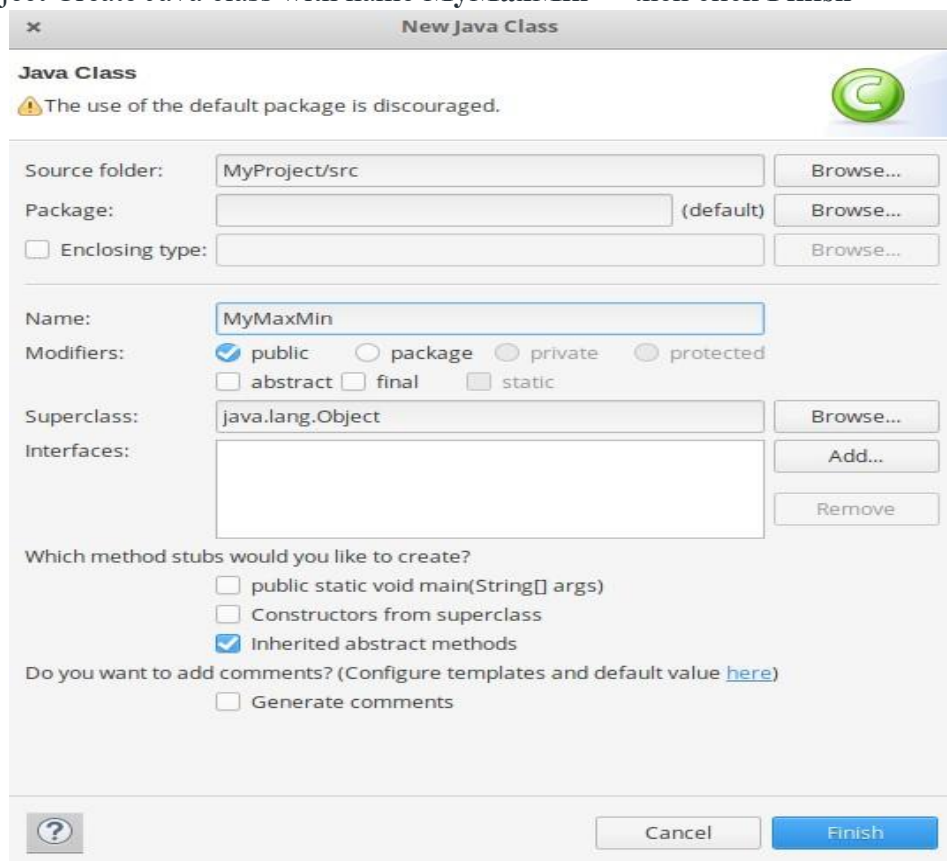 New Java Class
Java Class
The use of the default package is discouraged.
Source folder: MyProject/src Browse...
Package: (default) Browse...
Enclosing type: Browse...
Name: MyMaxMin
Modifiers: public package private protected
abstract final static
Superclass: java.lang.Object Browse...
Interfaces: Add...
Remove
Which method stubs would you like to create?
public static void main(String[] args)
Constructors from superclass
Inherited abstract methods
Do you want to add comments? (Configure templates and default value here)
Generate comments
? Cancel Finish